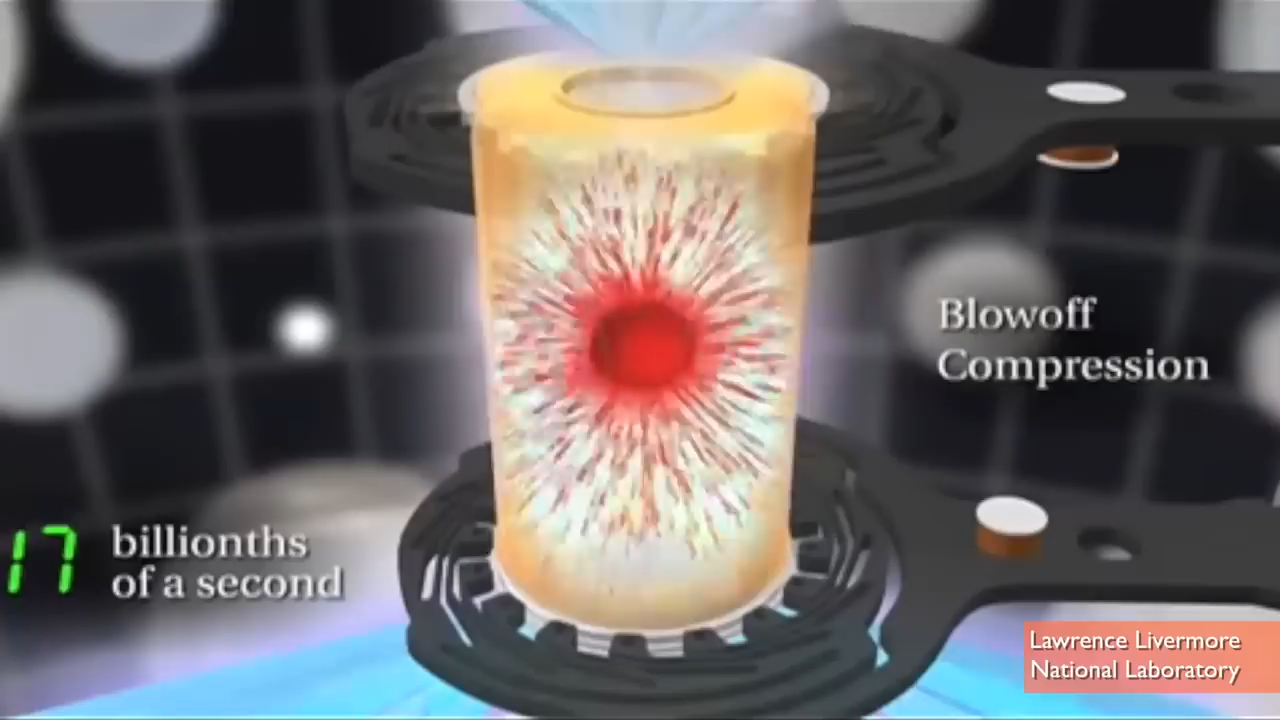 Blowoff
Compression
17 billionths
of a second
Lawrence Livermore
National Laboratory